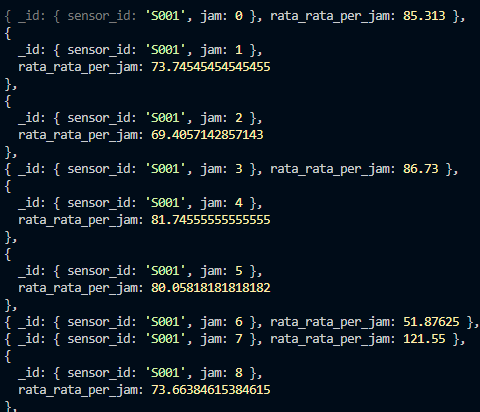 { _id: { sensor_id: 'S001', jam: 0 }, rata_rata_per_jam: 85.313 },
{
_id: { sensor_id: 'S001', jam: 1 },
rata_rata_per_jam: 73.74545454545455
},
{
_id: { sensor_id: 'S001', jam: 2 },
rata_rata_per_jam: 69.4057142857143
},
{ _id: { sensor_id: 'S001', jam: 3 }, rata_rata_per_jam: 86.73 },
{
_id: { sensor_id: 'S001', jam: 4 },
rata_rata_per_jam: 81.74555555555555
},
{
_id: { sensor_id: 'S001', jam: 5 },
rata_rata_per_jam: 80.05818181818182
},
{ _id: { sensor_id: 'S001', jam: 6 }, rata_rata_per_jam: 51.87625 },
{ _id: { sensor_id: 'S001', jam: 7 }, rata_rata_per_jam: 121.55 },
{
_id: { sensor_id: 'S001', jam: 8 },
rata_rata_per_jam: 73.66384615384615
},